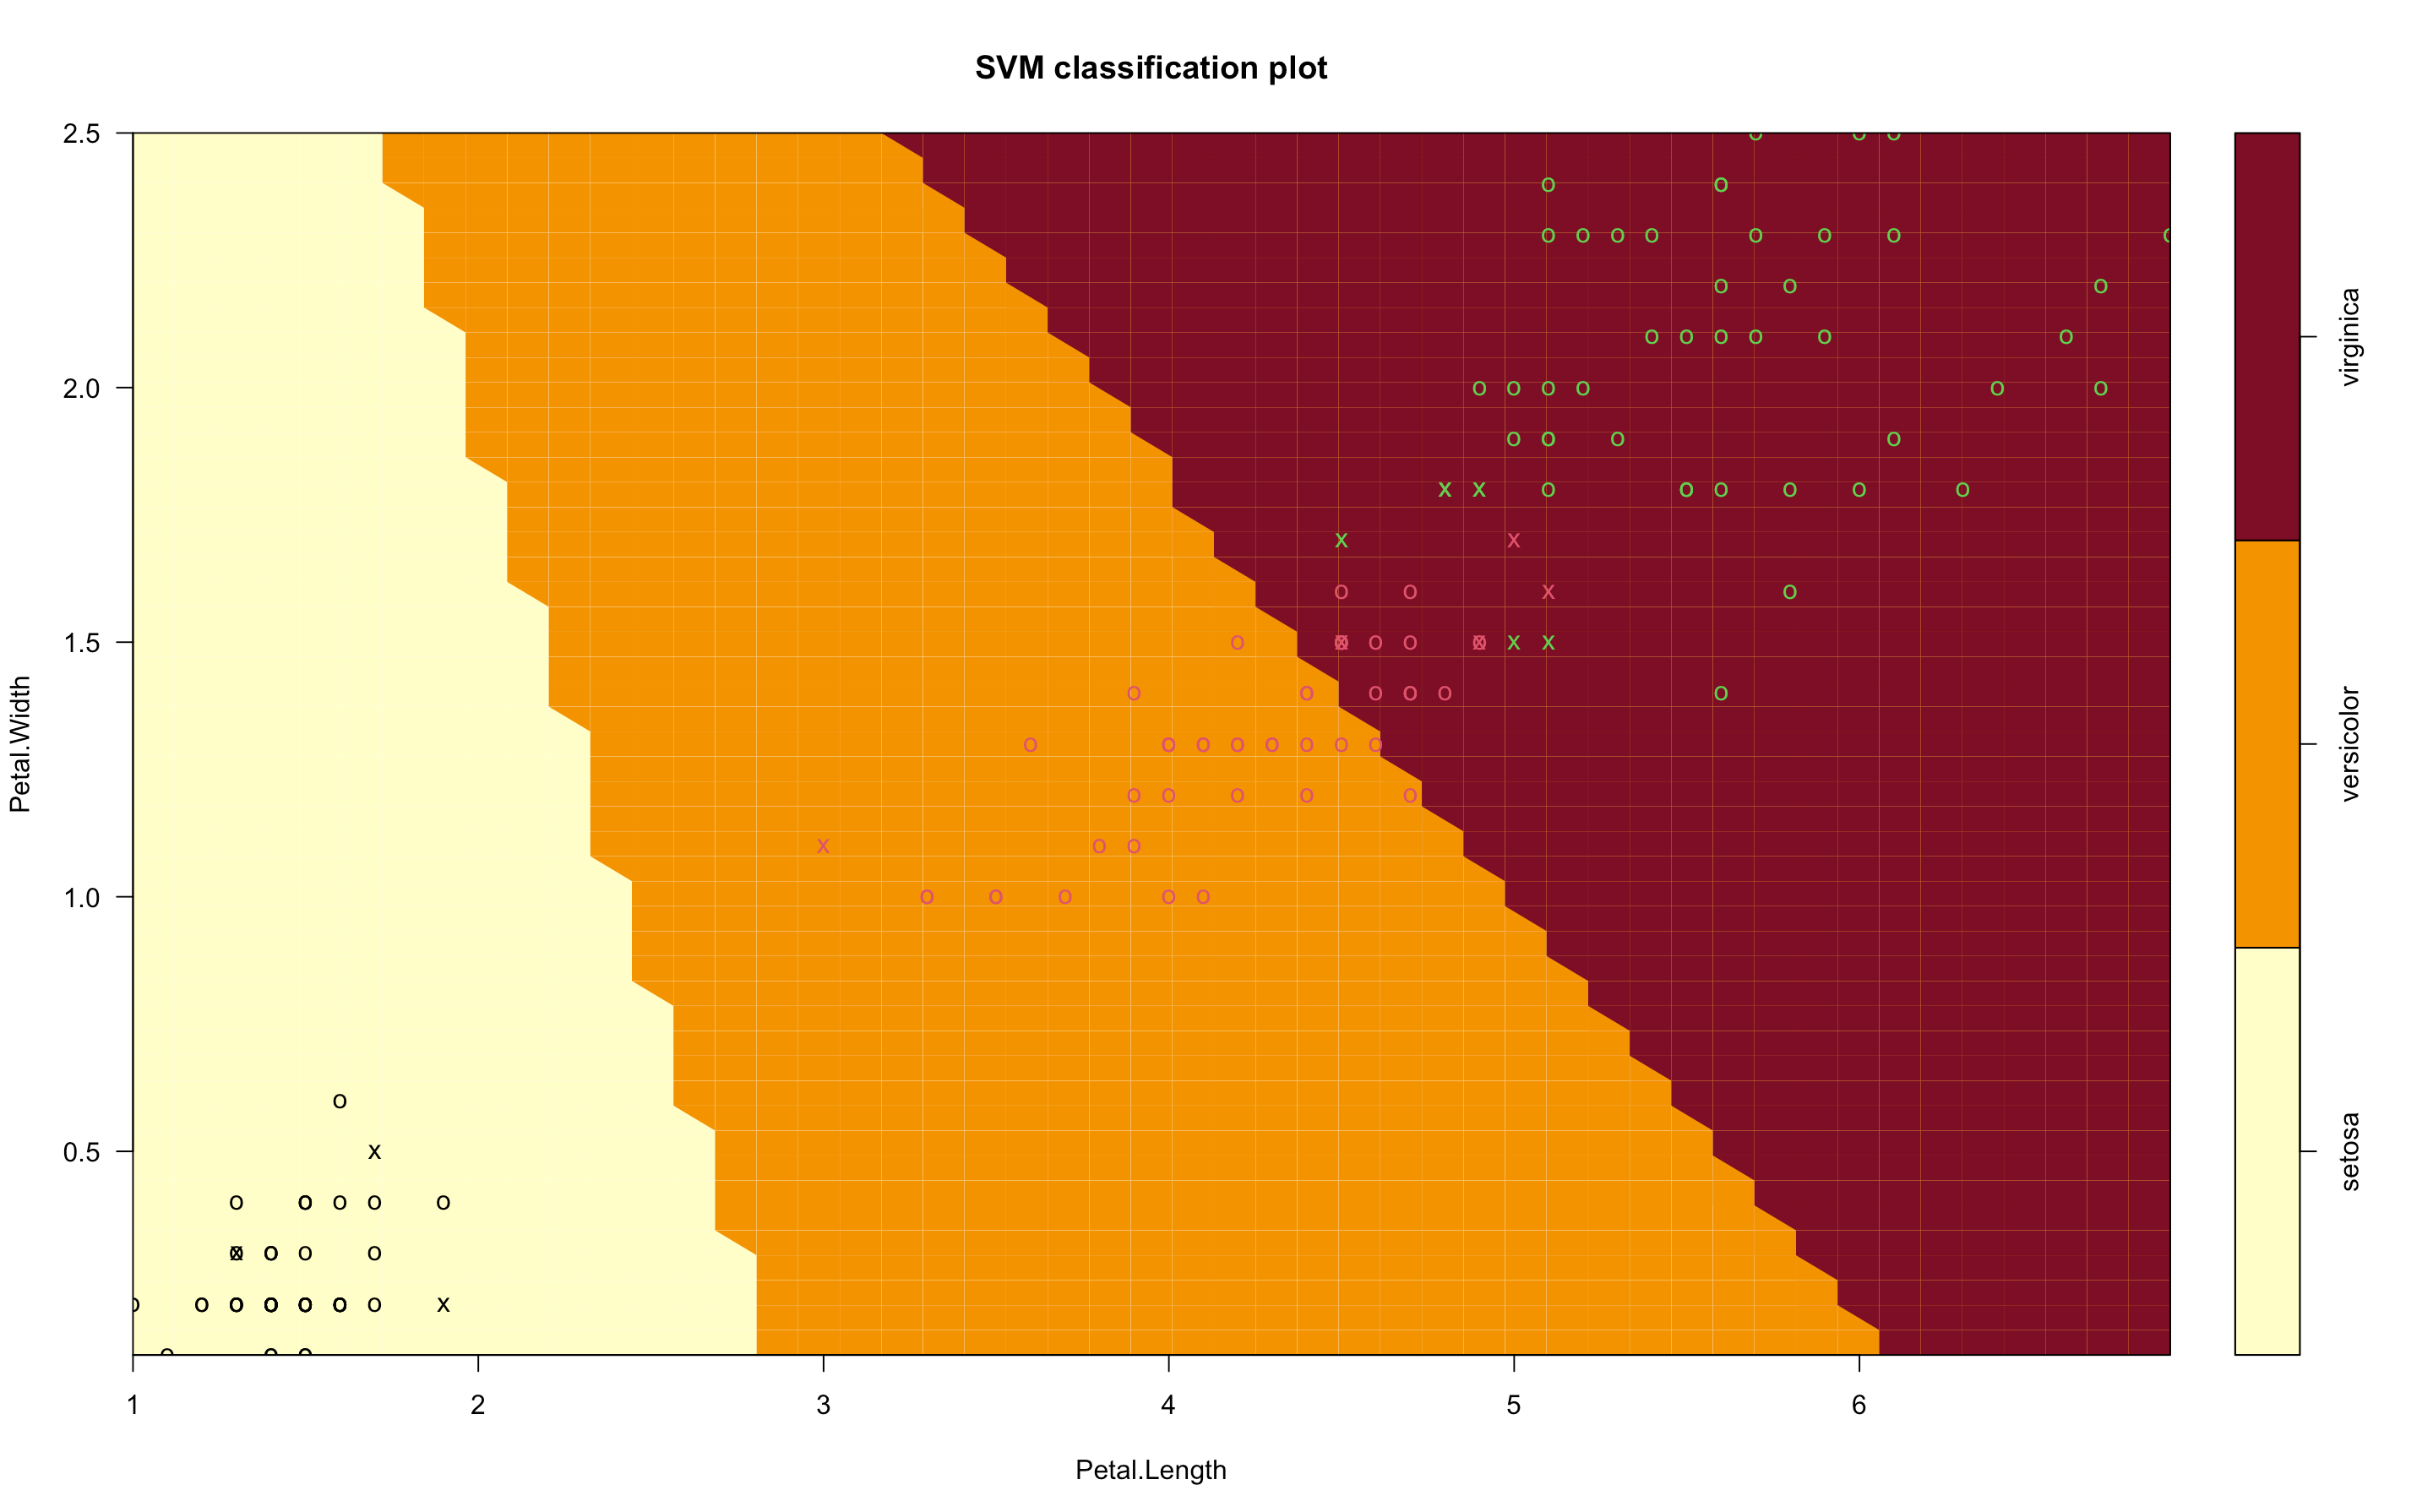 SVM classification plot
2.5
2.0
1.5
1.0
0.5
Petal.Width
1 2 3 4 5 6
Petal.Length
virginica
versicolor
setosa